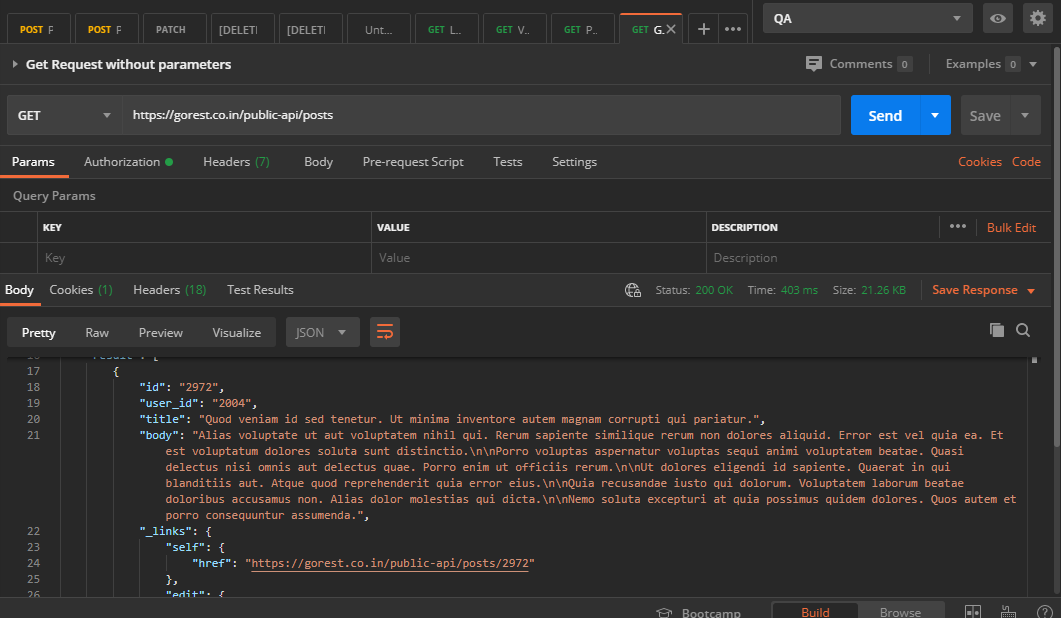 POST P POST P PATCH [DELETI [DELETI Unt... GET L.. GET V.. GET P.. GET G. QA
Get Request without parameters Comments 0 Examples 0
GET https://gorest.co.in/public-api/posts Send Save
Params Authorization Headers (7) Body Pre-request Script Tests Settings Cookies Code
Query Params
KEY VALUE DESCRIPTION Bulk Edit
Key Value Description
Body Cookies (1) Headers (18) Test Results Status: 200 OK Time: 403 ms Size: 21.26 KB Save Response
Pretty Raw Preview Visualize JSON
16 "result": [
17 {
18 "id": "2972",
19 "user_id": "2004",
20 "title": "Quod veniam id sed tenetur. Ut minima inventore autem magnam corrupti qui pariatur.",
21 "body": "Alias voluptate ut aut voluptatem nihil qui. Rerum sapiente similique rerum non dolores aliquid. Error est vel quia ea. Et
est voluptatum dolores soluta sunt distinctio.\n\nPorro voluptas aspernatur voluptas sequi animi voluptatem beatae. Quasi
delectus nisi omnis aut delectus quae. Porro enim ut officiis rerum.\n\nUt dolores eligendi id sapiente. Quaerat in qui
blanditiis aut. Atque quod reprehenderit quia error eius.\n\nQuia recusandae iusto qui dolorum. Voluptatem laborum beatae
doloribus accusamus non. Alias dolor molestias qui dicta.\n\nNemo soluta excepturi at quia possimus quidem dolores. Quos autem et
porro consequuntur assumenda.",
22 "_links": {
23 "self": {
24 "href": "https://gorest.co.in/public-api/posts/2972"
25 },
26 "edit": {
Bootcamp Build Browse